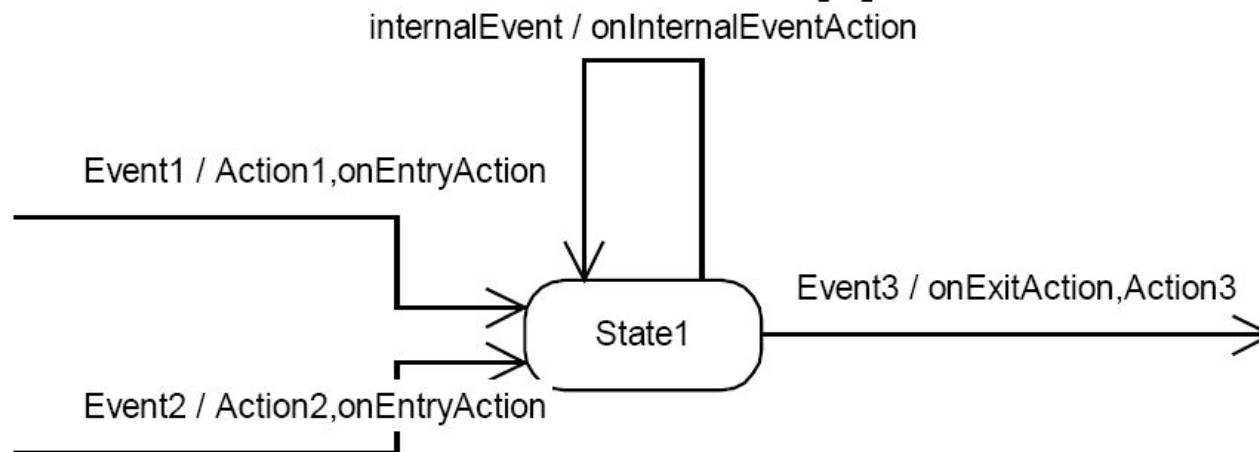 internalEvent / onInternalEventAction
Event1 / Action1,onEntryAction
Event3 / onExitAction,Action3
State1
Event2 / Action2,onEntryAction